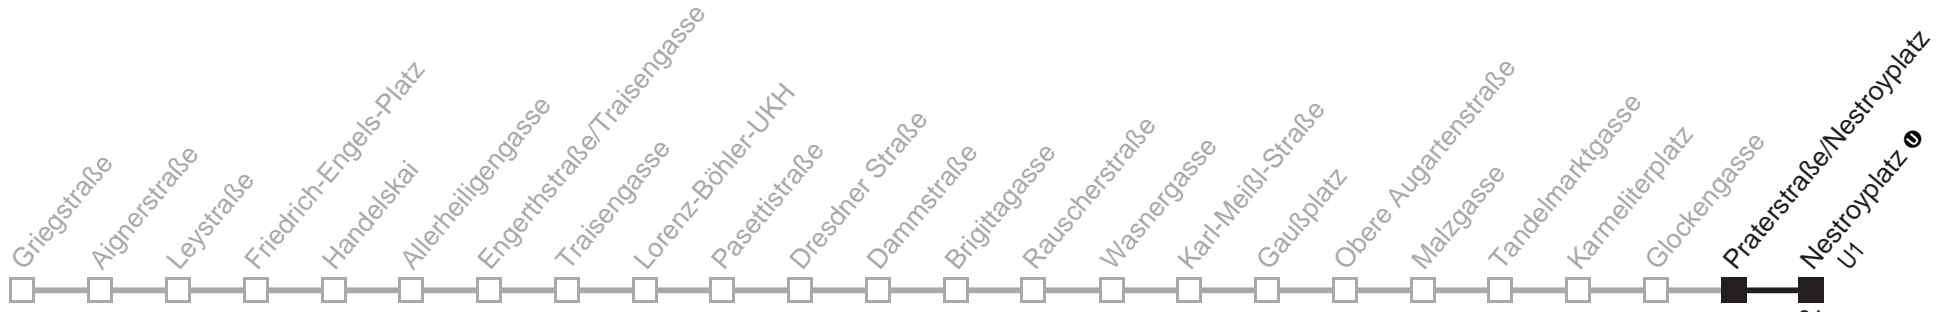 Griegstraße
Aignerstraße
Leystraße
Friedrich-Engels-Platz
Handelskai
Allerheiligengasse
Engerthstraße/Traisengasse
Traisengasse
Lorenz-Böhler-UKH
Pasettistraße
Dresdner Straße
Dammstraße
Brigittagasse
Rauscherstraße
Wasnergasse
Karl-Meißl-Straße
Gaußplatz
Obere Augartenstraße
Malzgasse
Tandelmarktgasse
Karmeliterplatz
Glockengasse
Praterstraße/Nestroyplatz
Nestroyplatz U
U1